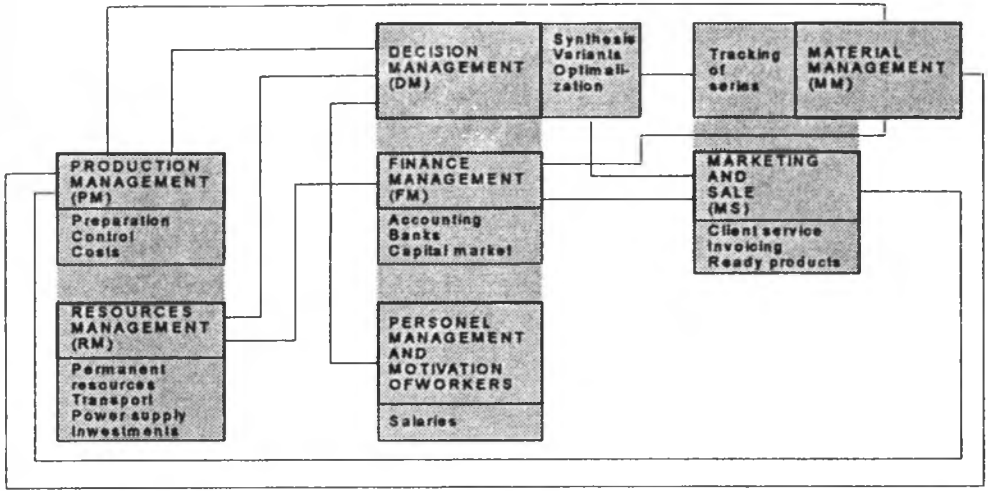 DECISION
MANAGEMENT
(DM)
Synthesis
Variants
Optimali-
zation
Tracking
of
series
MATERIAL
MANAGEMENT
(MM)
PRODUCTION
MANAGEMENT
(PM)
Preparation
Control
Costs
FINANCE
MANAGEMENT
(FM)
Accounting
Banks
Capital market
MARKETING
AND
SALE
(MS)
Client service
Invoicing
Ready products
RESOURCES
MANAGEMENT
(RM)
Permanent
resources
Transport
Power supply
Inwestments
PERSONEL
MANAGEMENT
AND
MOTIVATION
OFWORKERS
Salaries